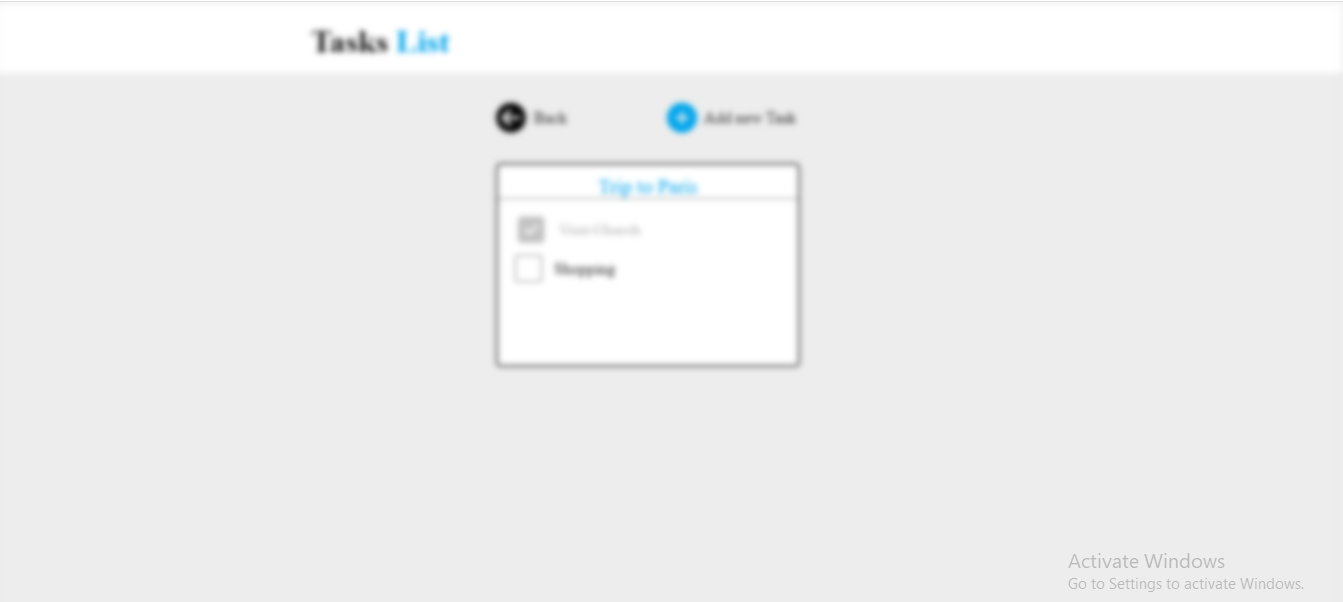 Tasks List
Back
Add new Task
Trip to Paris
Visit Church
Shopping
Activate Windows
Go to Settings to activate Windows.